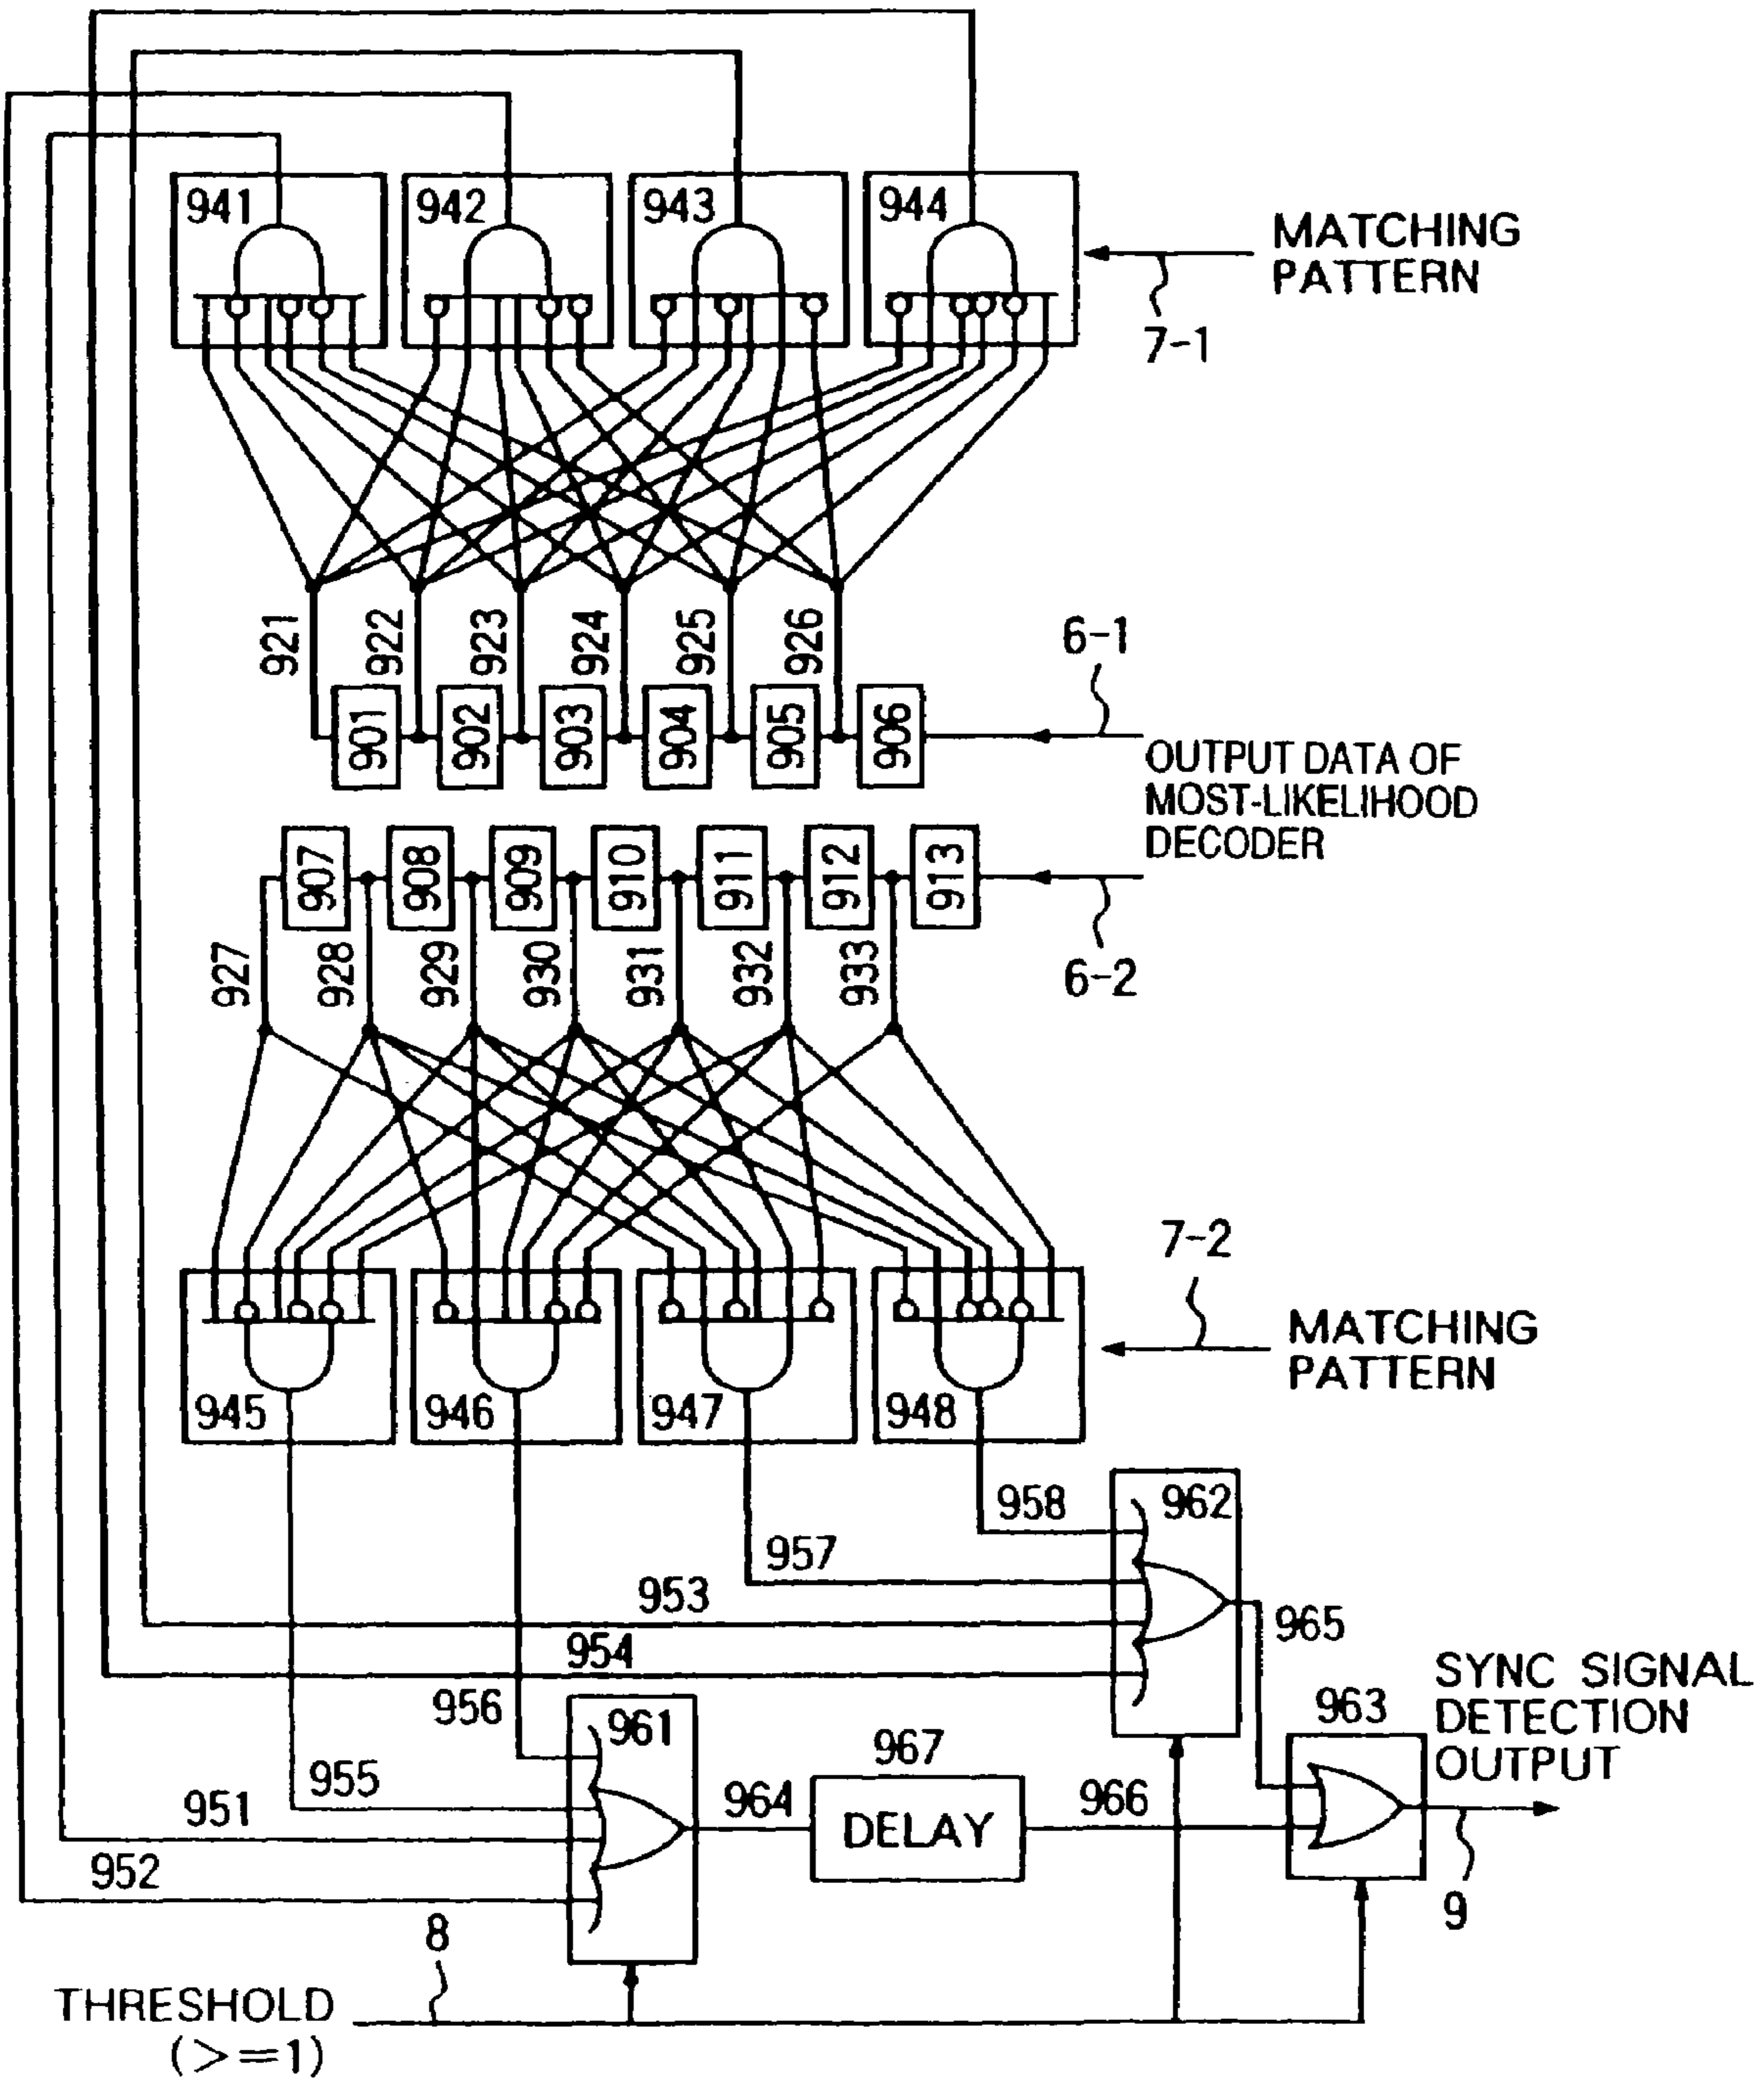 941 942 943 944
MATCHING
PATTERN
7-1
921 922 923 924 925 926
6-1
901 902 903 904 905 906
OUTPUT DATA OF
MOST-LIKELIHOOD
DECODER
907 908 909 910 911 912 913
6-2
927 928 929 930 931 932 933
7-2
MATCHING
PATTERN
945 946 947 948
958 962
957
953
965
954
SYNC SIGNAL
DETECTION
OUTPUT
956 961 963
967
955 964 DELAY 966
951
952
9
8
THRESHOLD
(>=1)